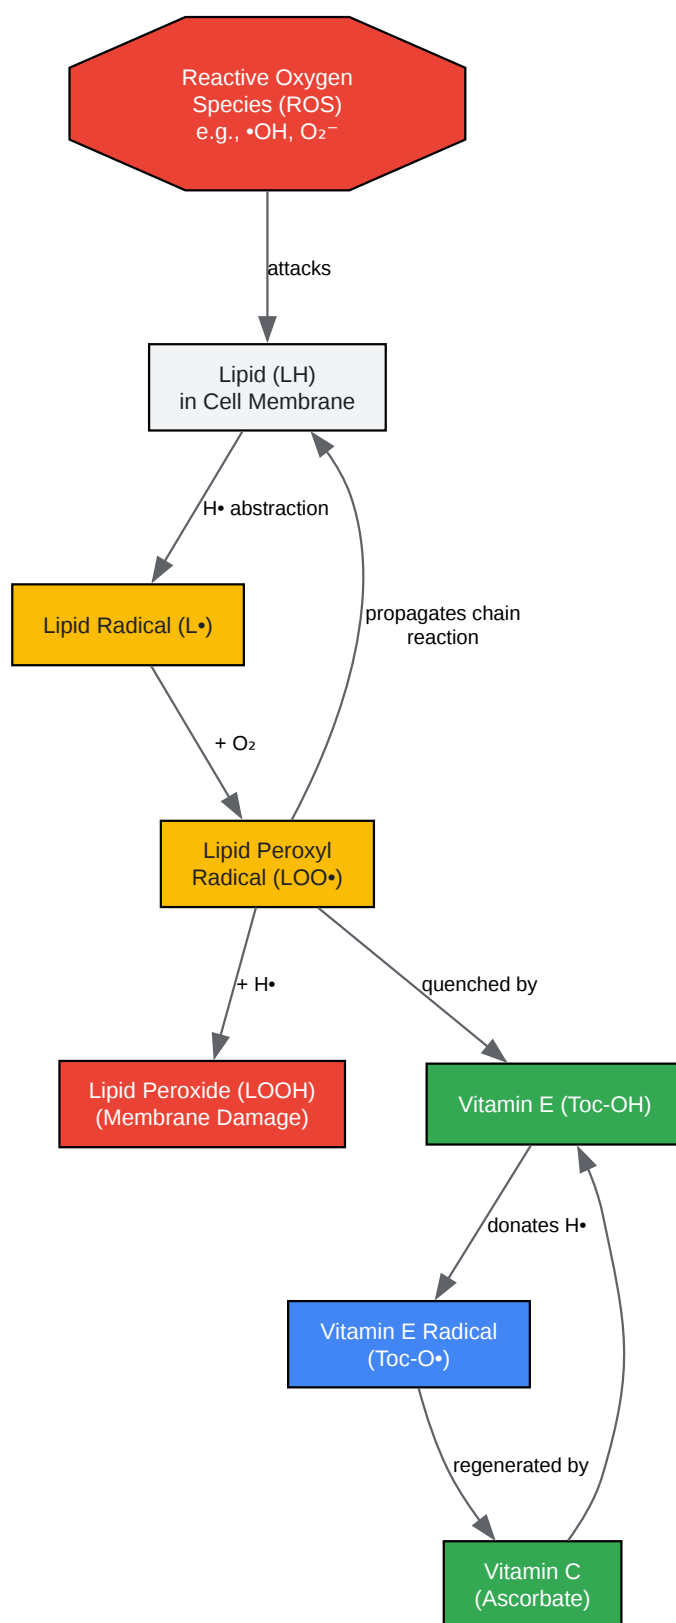 Reactive Oxygen
Species (ROS)
e.g., •OH, O₂⁻
attacks
Lipid (LH)
in Cell Membrane
H• abstraction
Lipid Radical (L•)
propagates chain
reaction
+ O₂
Lipid Peroxyl
Radical (LOO•)
+ H•
quenched by
Lipid Peroxide (LOOH)
(Membrane Damage)
Vitamin E (Toc-OH)
donates H•
Vitamin E Radical
(Toc-O•)
regenerated by
Vitamin C
(Ascorbate)